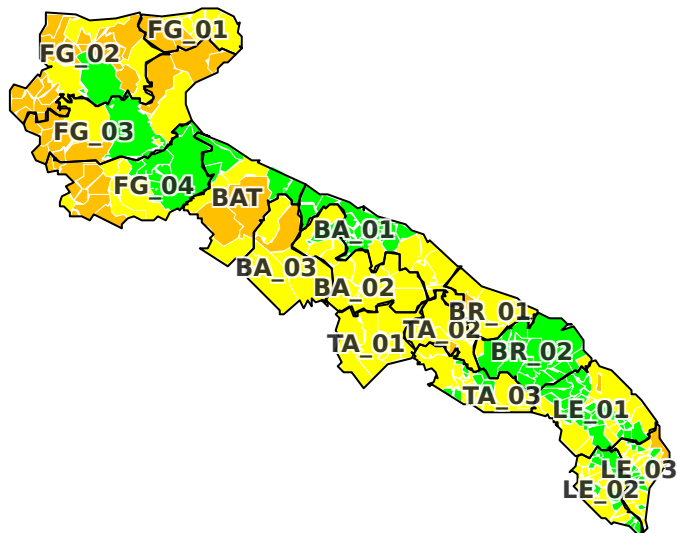 FG_01
FG_02
FG_03
FG_04
BAT
BA_01
BA_03
BA_02
BR_01
TA_02
TA_01
BR_02
TA_03
LE_01
LE_03
LE_02